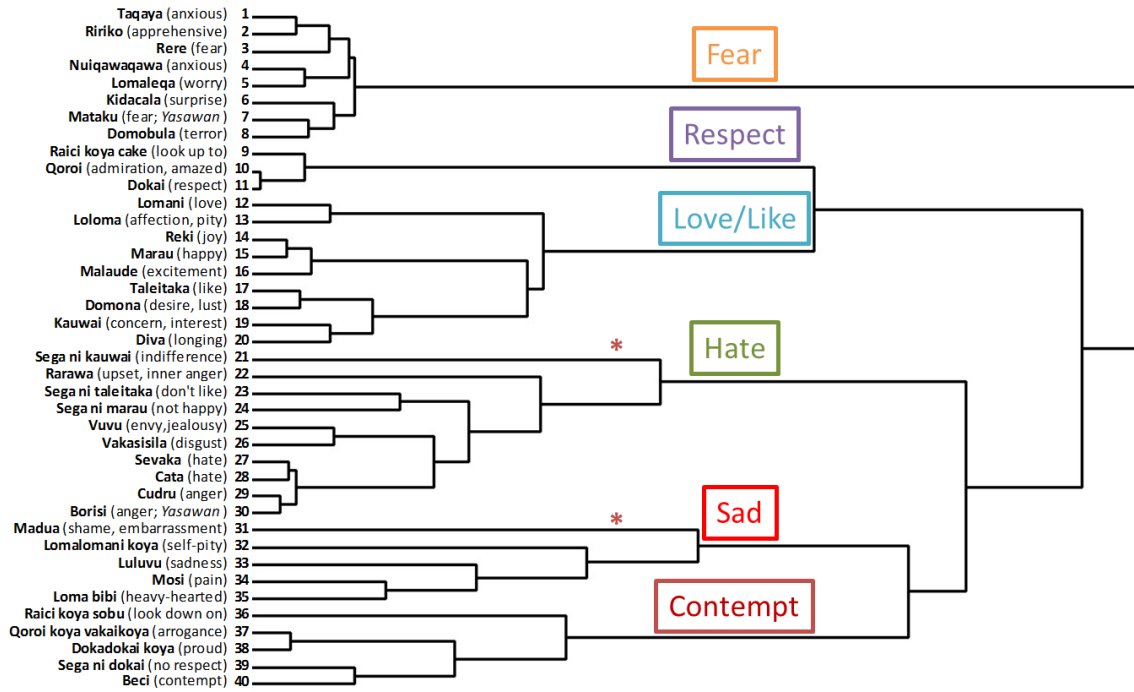 Taqaya (anxious) 1
Ririko (apprehensive) 2
Rere (fear) 3
Nuiqawaqawa (anxious) 4
Lomaleqa (worry) 5
Kidacala (surprise) 6
Mataku (fear; Yasawan ) 7
Domobula (terror) 8
Raici koya cake (look up to) 9
Qoroi (admiration, amazed) 10
Dokai (respect) 11
Lomani (love) 12
Loloma (affection, pity) 13
Reki (joy) 14
Marau (happy) 15
Malaude (excitement) 16
Taleitaka (like) 17
Domona (desire, lust) 18
Kauwai (concern, interest) 19
Diva (longing) 20
Sega ni kauwai (indifference) 21
Rarawa (upset, inner anger) 22
Sega ni taleitaka (don't like) 23
Sega ni marau (not happy) 24
Vuvu (envy,jealousy) 25
Vakasisila (disgust) 26
Sevaka (hate) 27
Cata (hate) 28
Cudru (anger) 29
Borisi (anger; Yasawan ) 30
Madua (shame, embarrassment) 31
Lomalomani koya (self-pity) 32
Luluvu (sadness) 33
Mosi (pain) 34
Loma bibi (heavy-hearted) 35
Raici koya sobu (look down on) 36
Qoroi koya vakaikoya (arrogance) 37
Dokadokai koya (proud) 38
Sega ni dokai (no respect) 39
Beci (contempt) 40
Fear
Respect
Love/Like
*
Hate
*
Sad
Contempt